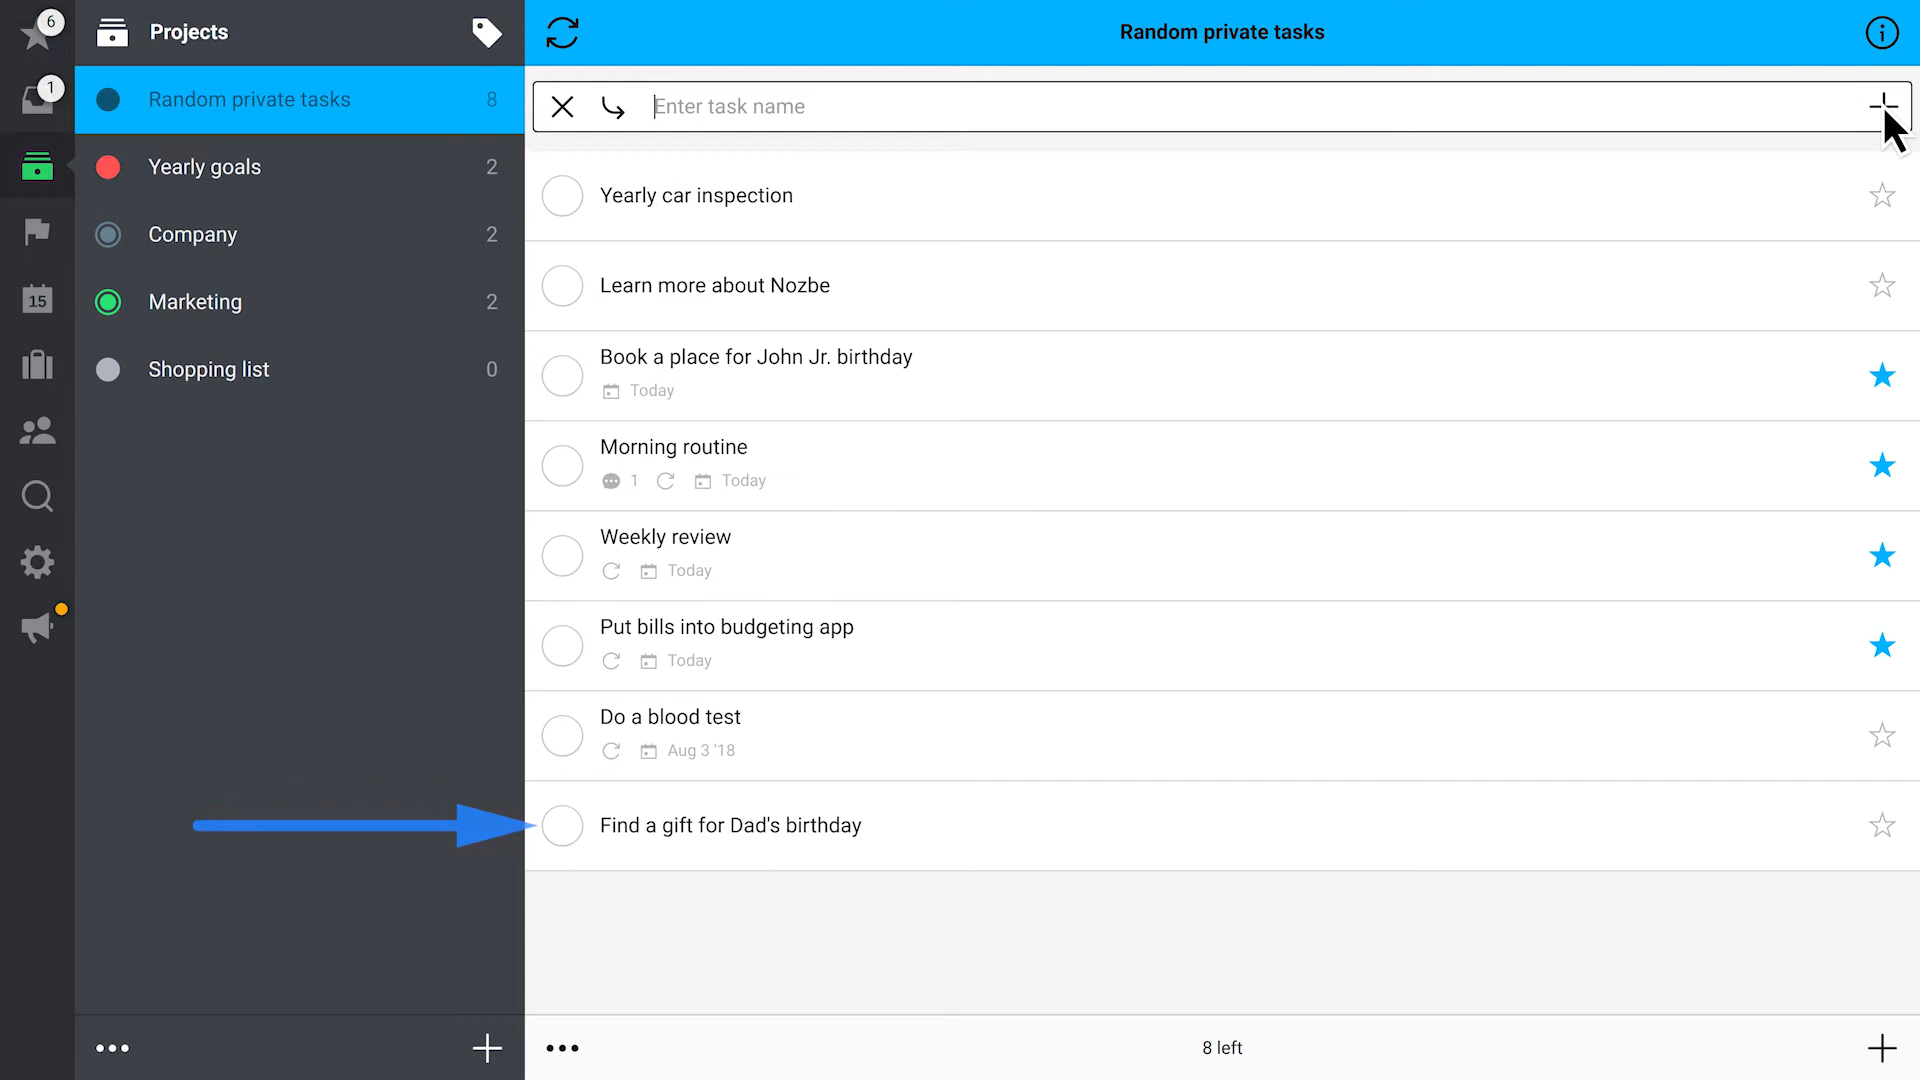 6
1
15
Projects
Random private tasks 8
Yearly goals 2
Company 2
Marketing 2
Shopping list 0
Random private tasks
Enter task name
Yearly car inspection
Learn more about Nozbe
Book a place for John Jr. birthday
Today
Morning routine
1 Today
Weekly review
Today
Put bills into budgeting app
Today
Do a blood test
Aug 3 '18
Find a gift for Dad's birthday
8 left